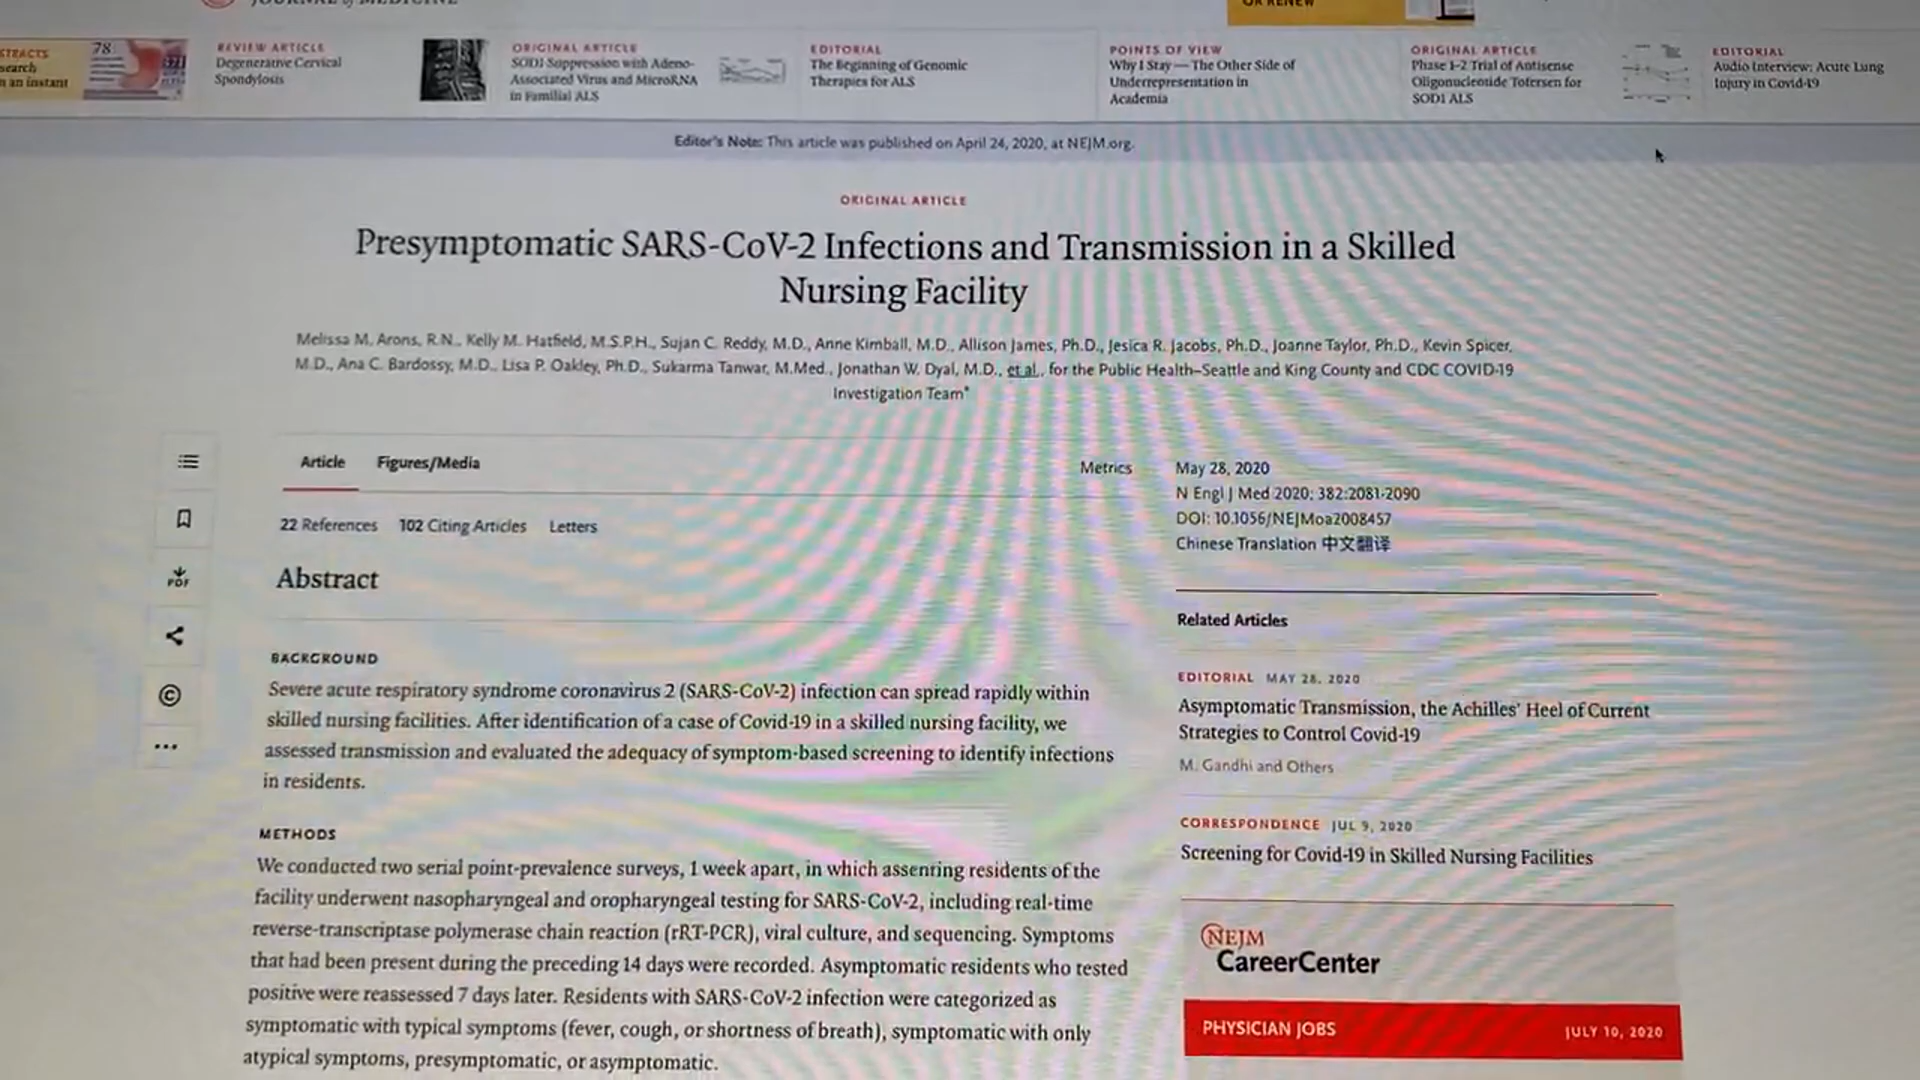 OR RENEW
STRACTS
search
n an instant
78
REVIEW ARTICLE
Degenerative Cervical
Spondylosis
ORIGINAL ARTICLE
SOD1 Suppression with Adeno-
Associated Virus and MicroRNA
in Familial ALS
EDITORIAL
The Beginning of Genomic
Therapies for ALS
POINTS OF VIEW
Why I Stay — The Other Side of
Underrepresentation in
Academia
ORIGINAL ARTICLE
Phase 1–2 Trial of Antisense
Oligonucleotide Tofersen for
SOD1 ALS
EDITORIAL
Audio Interview: Acute Lung
Injury in Covid-19
Editor's Note: This article was published on April 24, 2020, at NEJM.org.
ORIGINAL ARTICLE
Presymptomatic SARS-CoV-2 Infections and Transmission in a Skilled
Nursing Facility
Melissa M. Arons, R.N., Kelly M. Hatfield, M.S.P.H., Sujan C. Reddy, M.D., Anne Kimball, M.D., Allison James, Ph.D., Jesica R. Jacobs, Ph.D., Joanne Taylor, Ph.D., Kevin Spicer,
M.D., Ana C. Bardossy, M.D., Lisa P. Oakley, Ph.D., Sukarma Tanwar, M.Med., Jonathan W. Dyal, M.D., et al., for the Public Health–Seattle and King County and CDC COVID-19
Investigation Team*
Article Figures/Media
Metrics
22 References 102 Citing Articles Letters
Abstract
BACKGROUND
Severe acute respiratory syndrome coronavirus 2 (SARS-CoV-2) infection can spread rapidly within
skilled nursing facilities. After identification of a case of Covid-19 in a skilled nursing facility, we
assessed transmission and evaluated the adequacy of symptom-based screening to identify infections
in residents.
METHODS
We conducted two serial point-prevalence surveys, 1 week apart, in which assenting residents of the
facility underwent nasopharyngeal and oropharyngeal testing for SARS-CoV-2, including real-time
reverse-transcriptase polymerase chain reaction (rRT-PCR), viral culture, and sequencing. Symptoms
that had been present during the preceding 14 days were recorded. Asymptomatic residents who tested
positive were reassessed 7 days later. Residents with SARS-CoV-2 infection were categorized as
symptomatic with typical symptoms (fever, cough, or shortness of breath), symptomatic with only
atypical symptoms, presymptomatic, or asymptomatic.
PDF
May 28, 2020
N Engl J Med 2020; 382:2081-2090
DOI: 10.1056/NEJMoa2008457
Chinese Translation 中文翻译
Related Articles
EDITORIAL MAY 28, 2020
Asymptomatic Transmission, the Achilles' Heel of Current
Strategies to Control Covid-19
M. Gandhi and Others
CORRESPONDENCE JUL 9, 2020
Screening for Covid-19 in Skilled Nursing Facilities
NEJM
CareerCenter
PHYSICIAN JOBS JULY 10, 2020